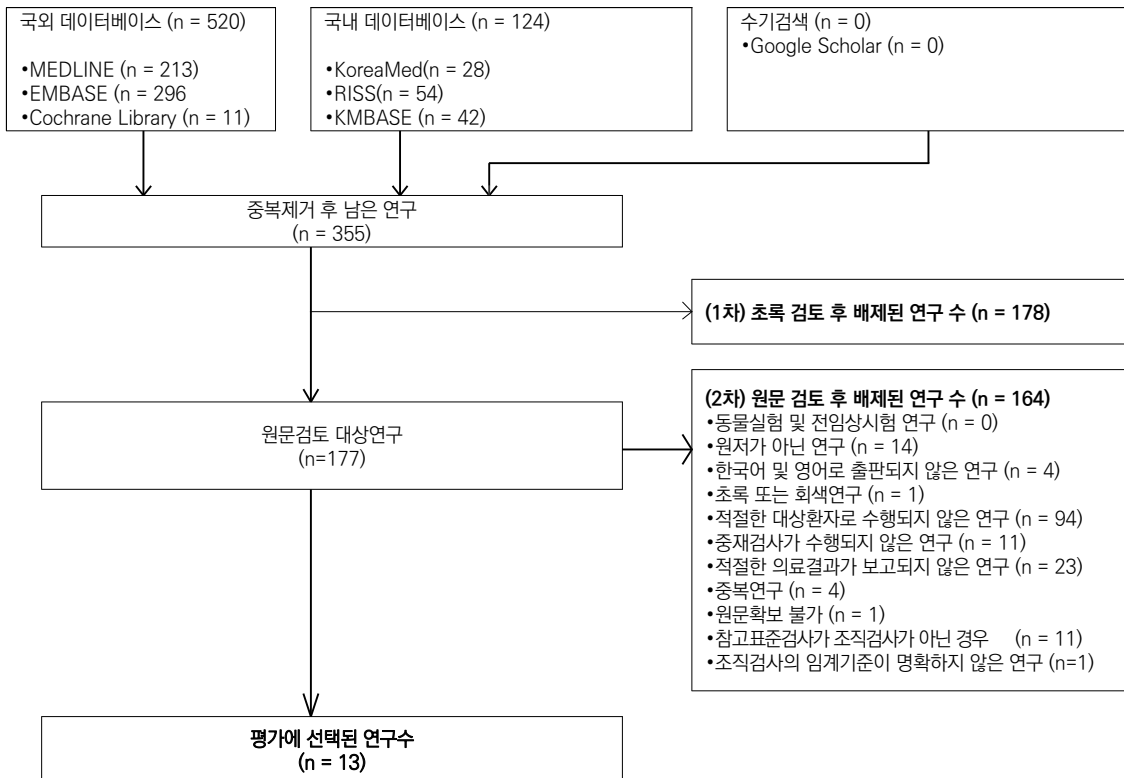 국외 데이터베이스 (n = 520)
•MEDLINE (n = 213)
•EMBASE (n = 296
•Cochrane Library (n = 11)
국내 데이터베이스 (n = 124)
•KoreaMed(n = 28)
•RISS(n = 54)
•KMBASE (n = 42)
수기검색 (n = 0)
•Google Scholar (n = 0)
중복제거 후 남은 연구
(n = 355)
(1차) 초록 검토 후 배제된 연구 수 (n = 178)
원문검토 대상연구
(n=177)
(2차) 원문 검토 후 배제된 연구 수 (n = 164)
•동물실험 및 전임상시험 연구 (n = 0)
•원저가 아닌 연구 (n = 14)
•한국어 및 영어로 출판되지 않은 연구 (n = 4)
•초록 또는 회색연구 (n = 1)
•적절한 대상환자로 수행되지 않은 연구 (n = 94)
•중재검사가 수행되지 않은 연구 (n = 11)
•적절한 의료결과가 보고되지 않은 연구 (n = 23)
•중복연구 (n = 4)
•원문확보 불가 (n = 1)
•참고표준검사가 조직검사가 아닌 경우 (n = 11)
•조직검사의 임계기준이 명확하지 않은 연구 (n=1)
평가에 선택된 연구수
(n = 13)